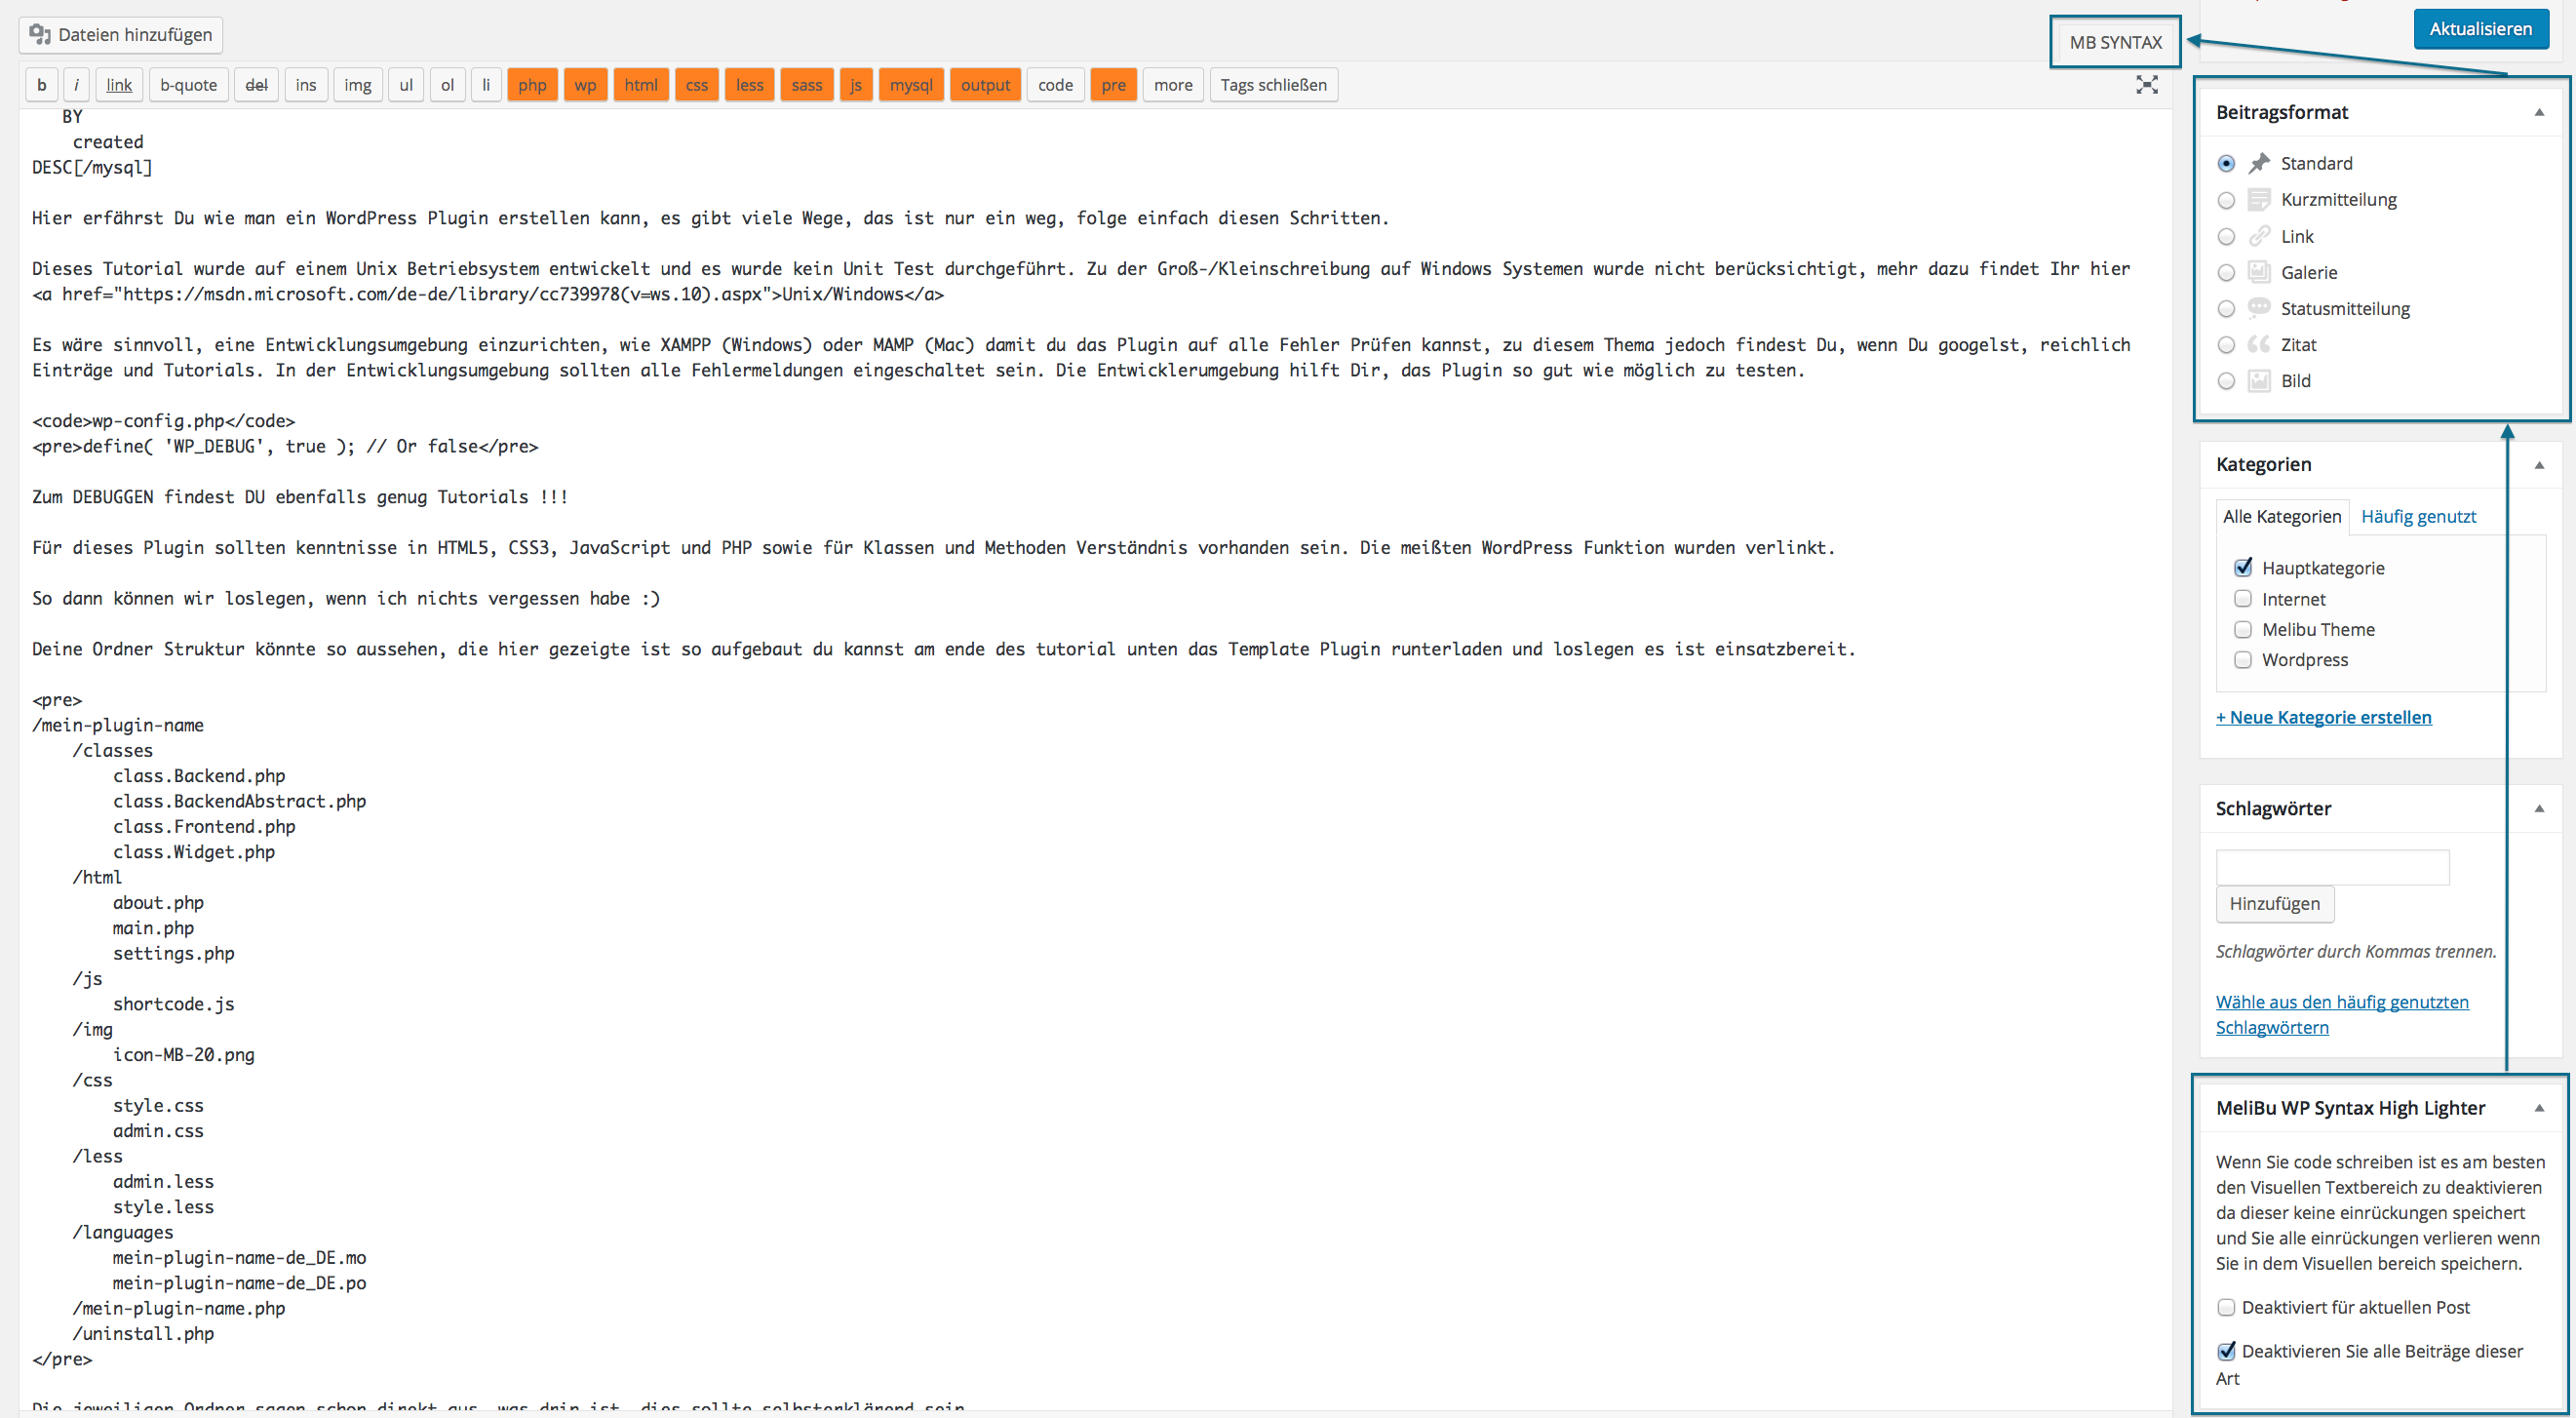 Dateien hinzufügen
MB SYNTAX
Aktualisieren
b i link b-quote del ins img ul ol li php wp html css less sass js mysql output code pre more Tags schließen
BY
created
DESC[/mysql]
Hier erfährst Du wie man ein WordPress Plugin erstellen kann, es gibt viele Wege, das ist nur ein weg, folge einfach diesen Schritten.
Dieses Tutorial wurde auf einem Unix Betriebsystem entwickelt und es wurde kein Unit Test durchgeführt. Zu der Groß-/Kleinschreibung auf Windows Systemen wurde nicht berücksichtigt, mehr dazu findet Ihr hier
<a href="https://msdn.microsoft.com/de-de/library/cc739978(v=ws.10).aspx">Unix/Windows</a>
Es wäre sinnvoll, eine Entwicklungsumgebung einzurichten, wie XAMPP (Windows) oder MAMP (Mac) damit du das Plugin auf alle Fehler Prüfen kannst, zu diesem Thema jedoch findest Du, wenn Du googelst, reichlich
Einträge und Tutorials. In der Entwicklungsumgebung sollten alle Fehlermeldungen eingeschaltet sein. Die Entwicklerumgebung hilft Dir, das Plugin so gut wie möglich zu testen.
<code>wp-config.php</code>
<pre>define( 'WP_DEBUG', true ); // Or false</pre>
Zum DEBUGGEN findest DU ebenfalls genug Tutorials !!!
Für dieses Plugin sollten kenntnisse in HTML5, CSS3, JavaScript und PHP sowie für Klassen und Methoden Verständnis vorhanden sein. Die meißten WordPress Funktion wurden verlinkt.
So dann können wir loslegen, wenn ich nichts vergessen habe :)
Deine Ordner Struktur könnte so aussehen, die hier gezeigte ist so aufgebaut du kannst am ende des tutorial unten das Template Plugin runterladen und loslegen es ist einsatzbereit.
<pre>
/mein-plugin-name
/classes
class.Backend.php
class.BackendAbstract.php
class.Frontend.php
class.Widget.php
/html
about.php
main.php
settings.php
/js
shortcode.js
/img
icon-MB-20.png
/css
style.css
admin.css
/less
admin.less
style.less
/languages
mein-plugin-name-de_DE.mo
mein-plugin-name-de_DE.po
/mein-plugin-name.php
/uninstall.php
</pre>
Die jeweiligen Ordner sagen schon direkt aus, was drin ist, dies sollte selbsterklärend sein
Beitragsformat
Standard
Kurzmitteilung
Link
Galerie
Statusmitteilung
Zitat
Bild
Kategorien
Alle Kategorien Häufig genutzt
Hauptkategorie
Internet
Melibu Theme
Wordpress
+ Neue Kategorie erstellen
Schlagwörter
Hinzufügen
Schlagwörter durch Kommas trennen.
Wähle aus den häufig genutzten
Schlagwörtern
MeliBu WP Syntax High Lighter
Wenn Sie code schreiben ist es am besten
den Visuellen Textbereich zu deaktivieren
da dieser keine einrückungen speichert
und Sie alle einrückungen verlieren wenn
Sie in dem Visuellen bereich speichern.
Deaktiviert für aktuellen Post
Deaktivieren Sie alle Beiträge dieser
Art